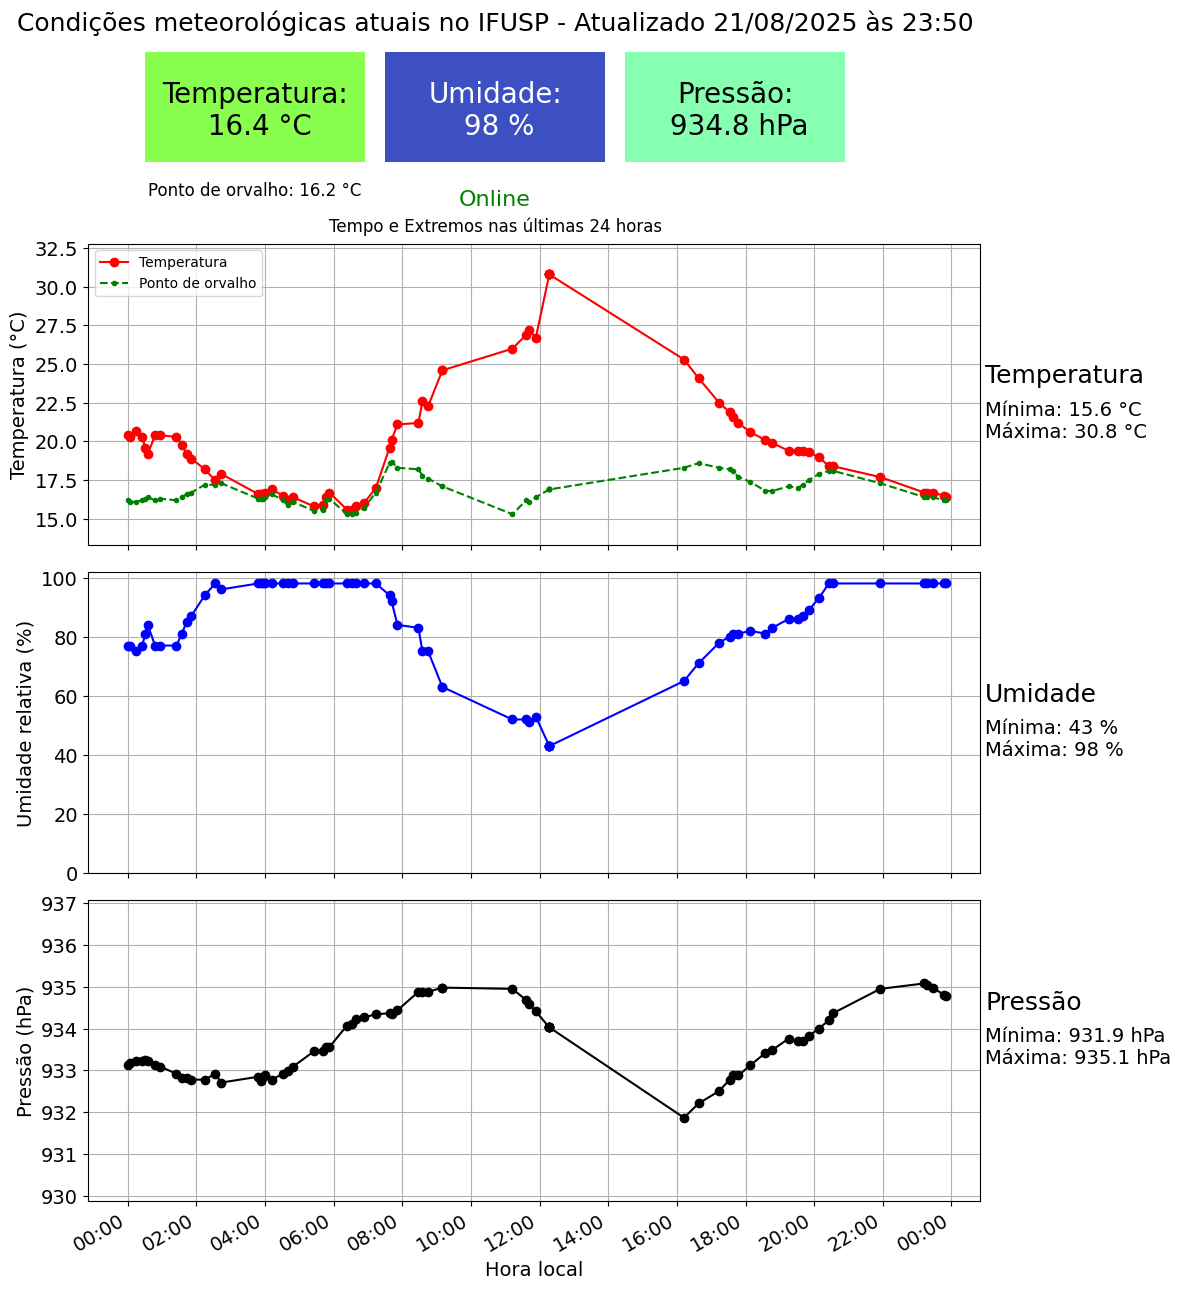 Condições meteorológicas atuais no IFUSP - Atualizado 21/08/2025 às 23:50
Temperatura:
16.4 °C
Umidade:
98 %
Pressão:
934.8 hPa
Ponto de orvalho: 16.2 °C
Online
Tempo e Extremos nas últimas 24 horas
Temperatura (°C)
32.5
30.0
27.5
25.0
22.5
20.0
17.5
15.0
Temperatura
Ponto de orvalho
Temperatura
Mínima: 15.6 °C
Máxima: 30.8 °C
Umidade relativa (%)
100
80
60
40
20
0
Umidade
Mínima: 43 %
Máxima: 98 %
Pressão (hPa)
937
936
935
934
933
932
931
930
Pressão
Mínima: 931.9 hPa
Máxima: 935.1 hPa
00:00 02:00 04:00 06:00 08:00 10:00 12:00 14:00 16:00 18:00 20:00 22:00 00:00
Hora local